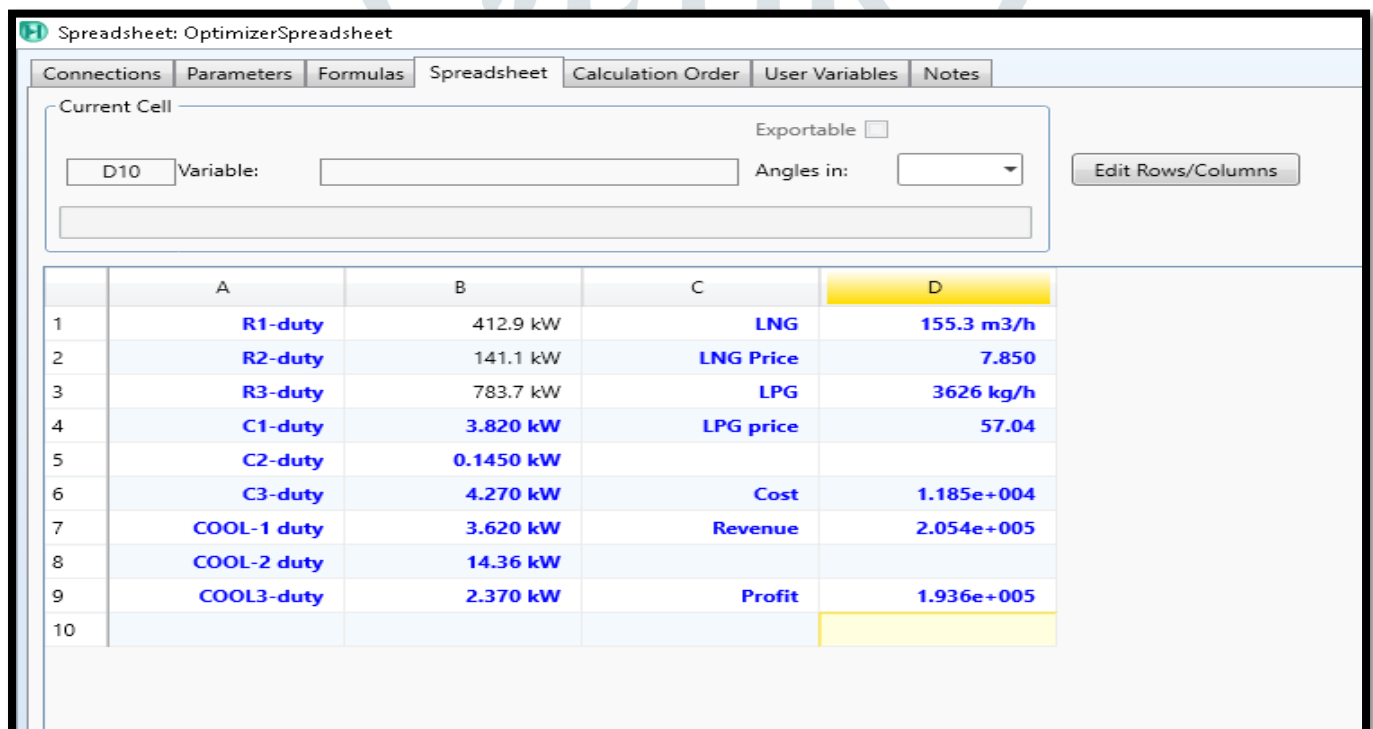 Spreadsheet: OptimizerSpreadsheet
Connections Parameters Formulas Spreadsheet Calculation Order User Variables Notes
Current Cell
Exportable
D10 Variable: Angles in: Edit Rows/Columns
A B C D
1 R1-duty 412.9 kW LNG 155.3 m3/h
2 R2-duty 141.1 kW LNG Price 7.850
3 R3-duty 783.7 kW LPG 3626 kg/h
4 C1-duty 3.820 kW LPG price 57.04
5 C2-duty 0.1450 kW
6 C3-duty 4.270 kW Cost 1.185e+004
7 COOL-1 duty 3.620 kW Revenue 2.054e+005
8 COOL-2 duty 14.36 kW
9 COOL3-duty 2.370 kW Profit 1.936e+005
10